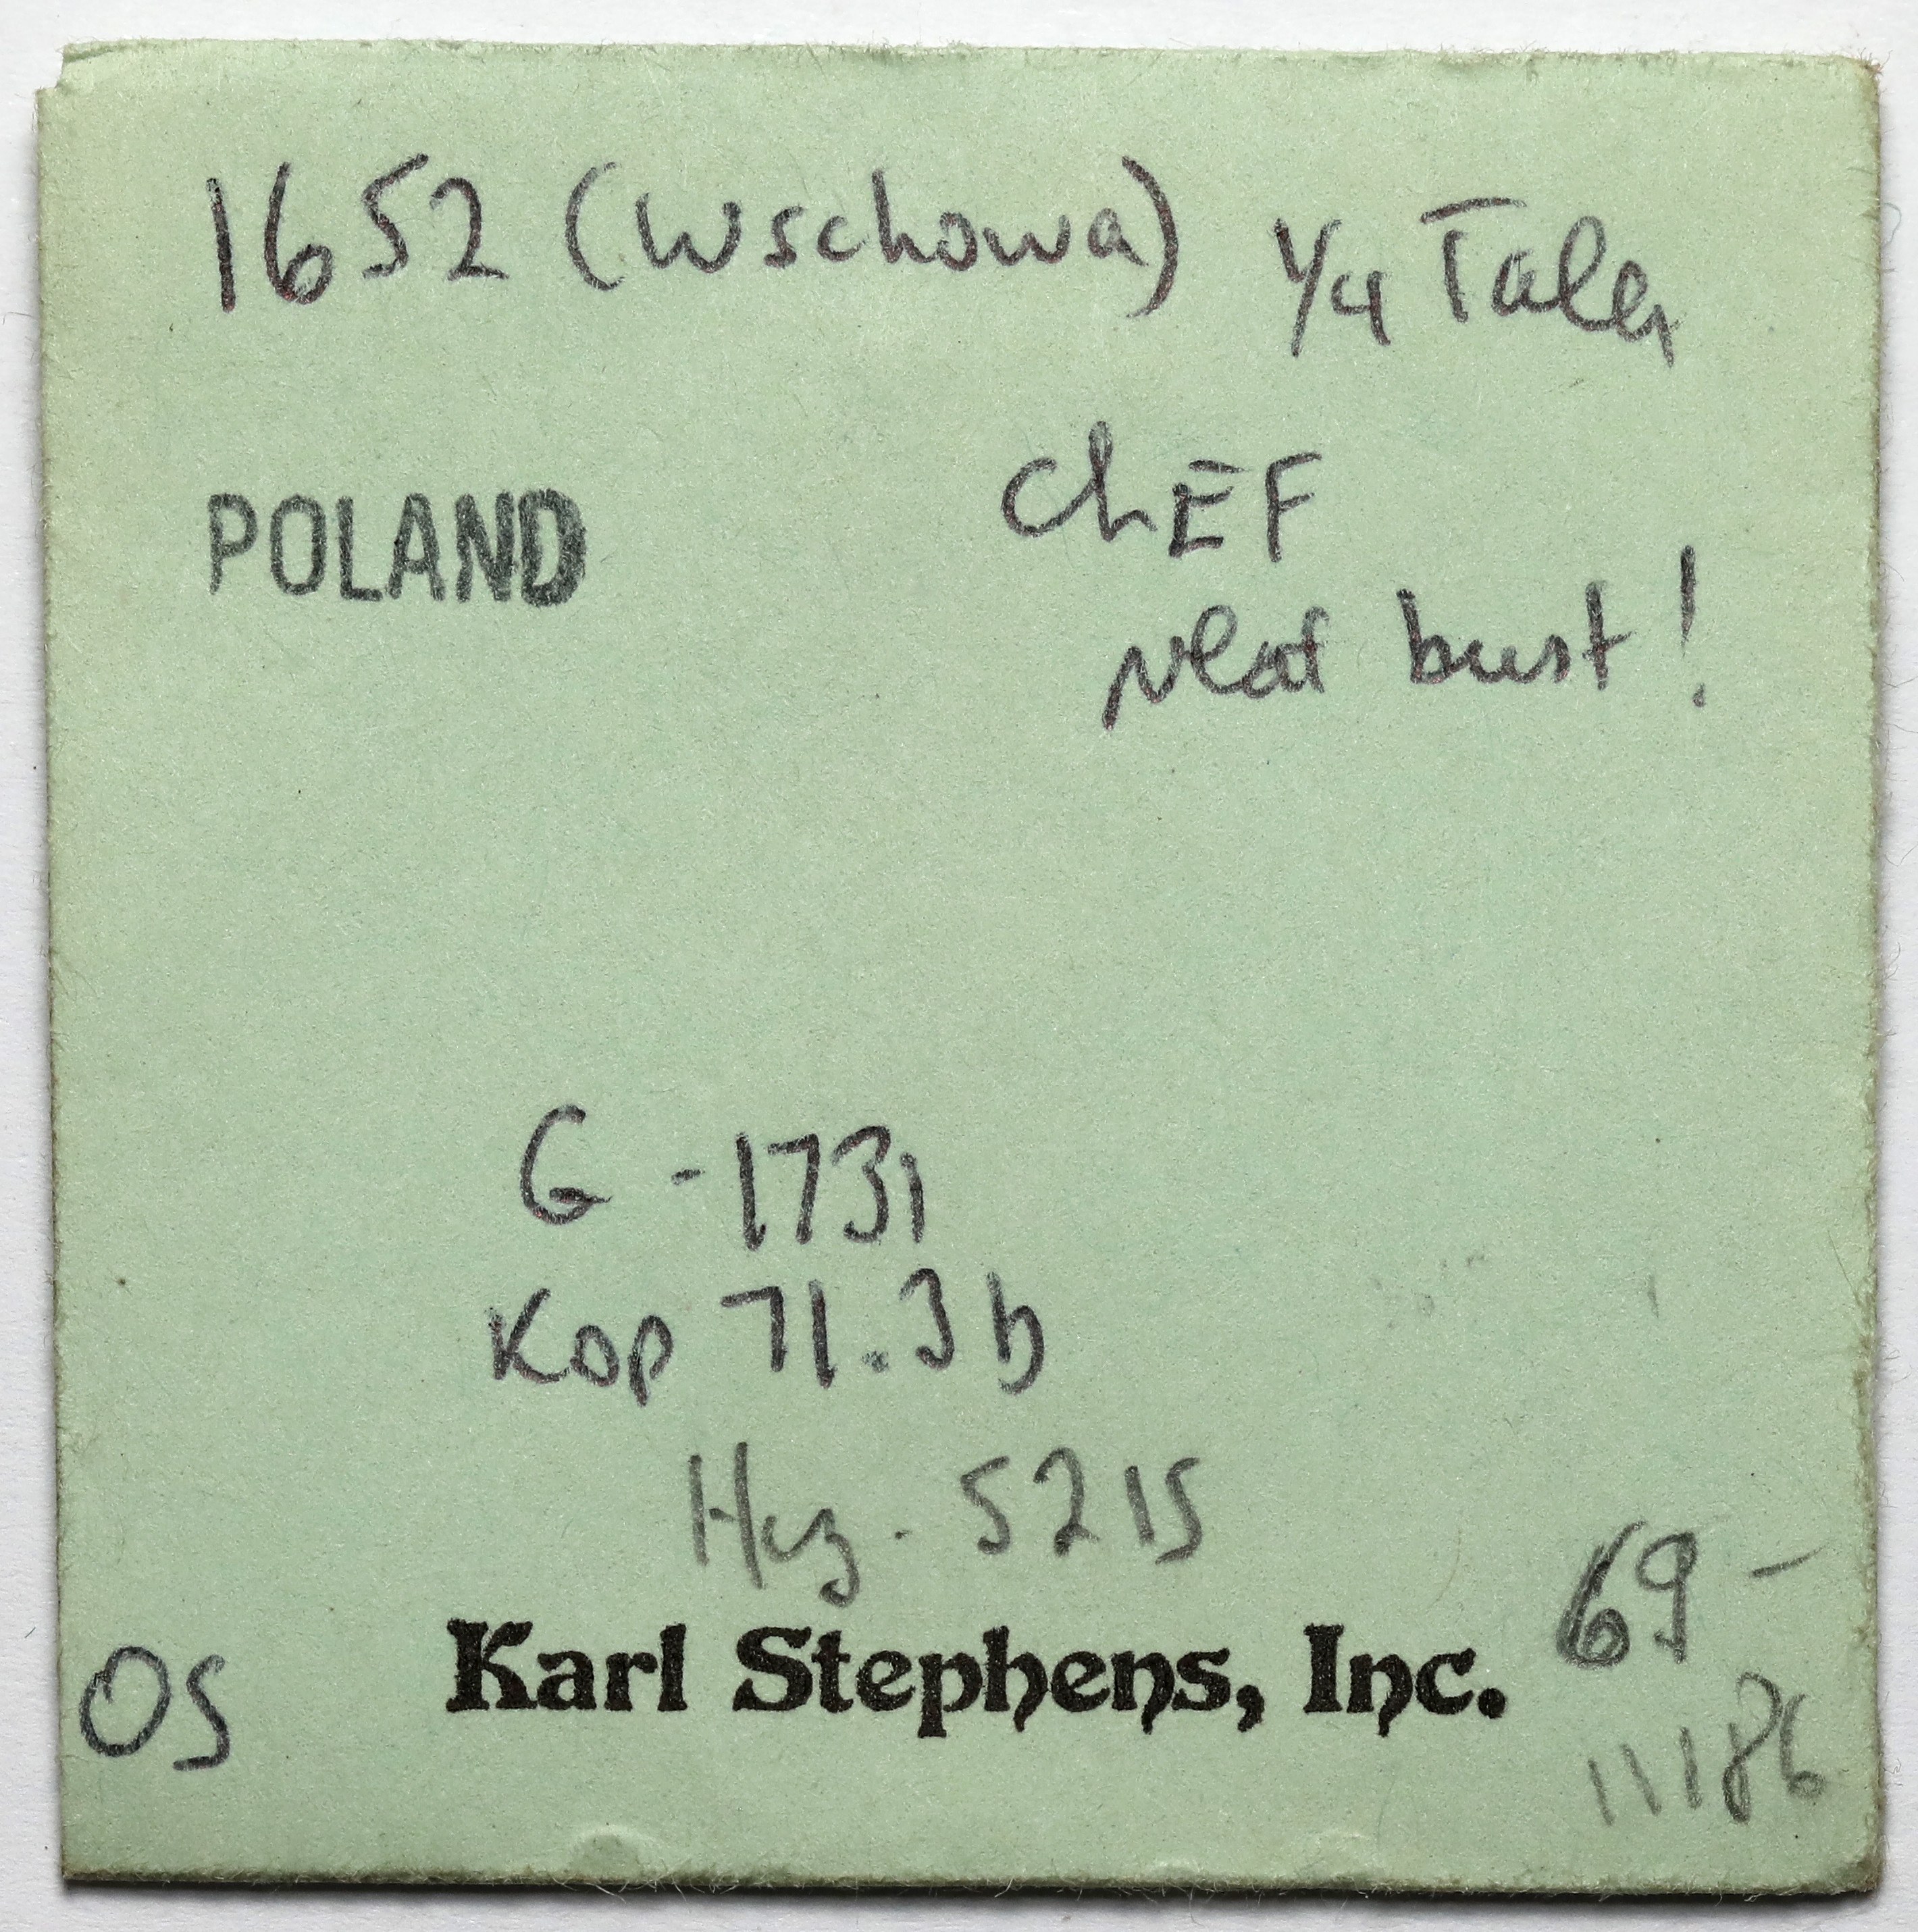 1652 (Wschowa) 1/4 Taler
POLAND
ChEF
Neat bust!
G -1731
Kop 71.3b
Hcz. 5215
69-
OS
Karl Stephens, Inc.
11186